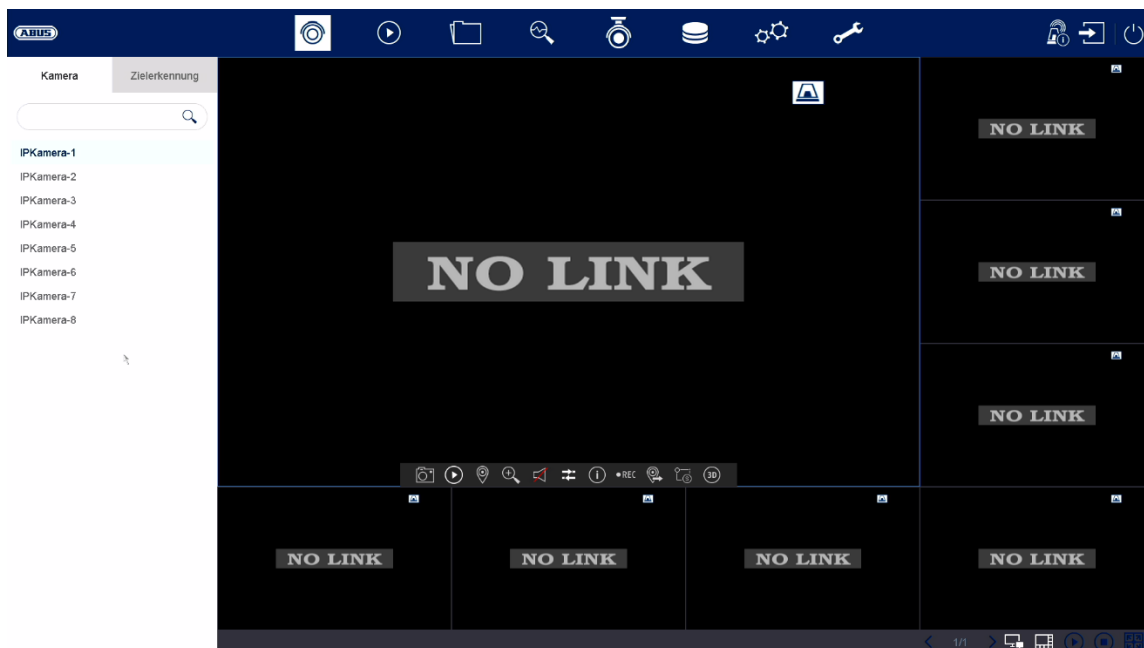 ABUS
Kamera Zielerkennung
IPKamera-1
IPKamera-2
IPKamera-3
IPKamera-4
IPKamera-5
IPKamera-6
IPKamera-7
IPKamera-8
NO LINK
NO LINK
NO LINK
NO LINK
REC
3D
NO LINK
NO LINK
NO LINK
NO LINK
1/1